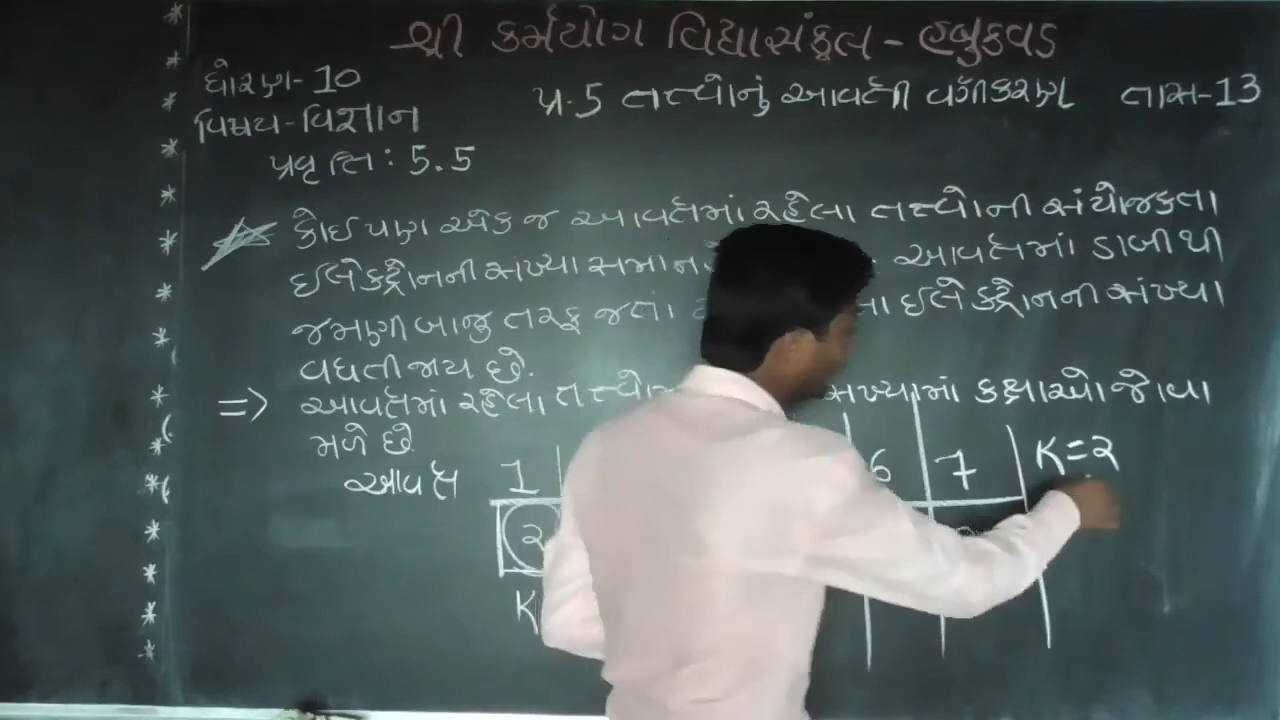 શ્રી કર્મયોગ વિદ્યાસંકુલ - હબુકવડ
ધોરણ-10
પ્ર.5 તત્ત્વોનું આવર્તી વર્ગીકરણ તાસ-13
વિષય-વિજ્ઞાન
પ્રવૃત્તિ : 5.5
કોઈ પણ એક જ આવર્તમાં રહેલા તત્ત્વોની સંયોજકતા
ઈલેક્ટ્રોનની સંખ્યા સમાન આવર્તમાં ડાબીથી
જમણી બાજુ તરફ જતાં ઈલેક્ટ્રોનની સંખ્યા
વધતી જાય છે.
=> આવર્તમાં રહેલા સંખ્યામાં કક્ષાઓ જોવા
મળે છે
આવર્ત 1 6 7 K=૨
૨
K